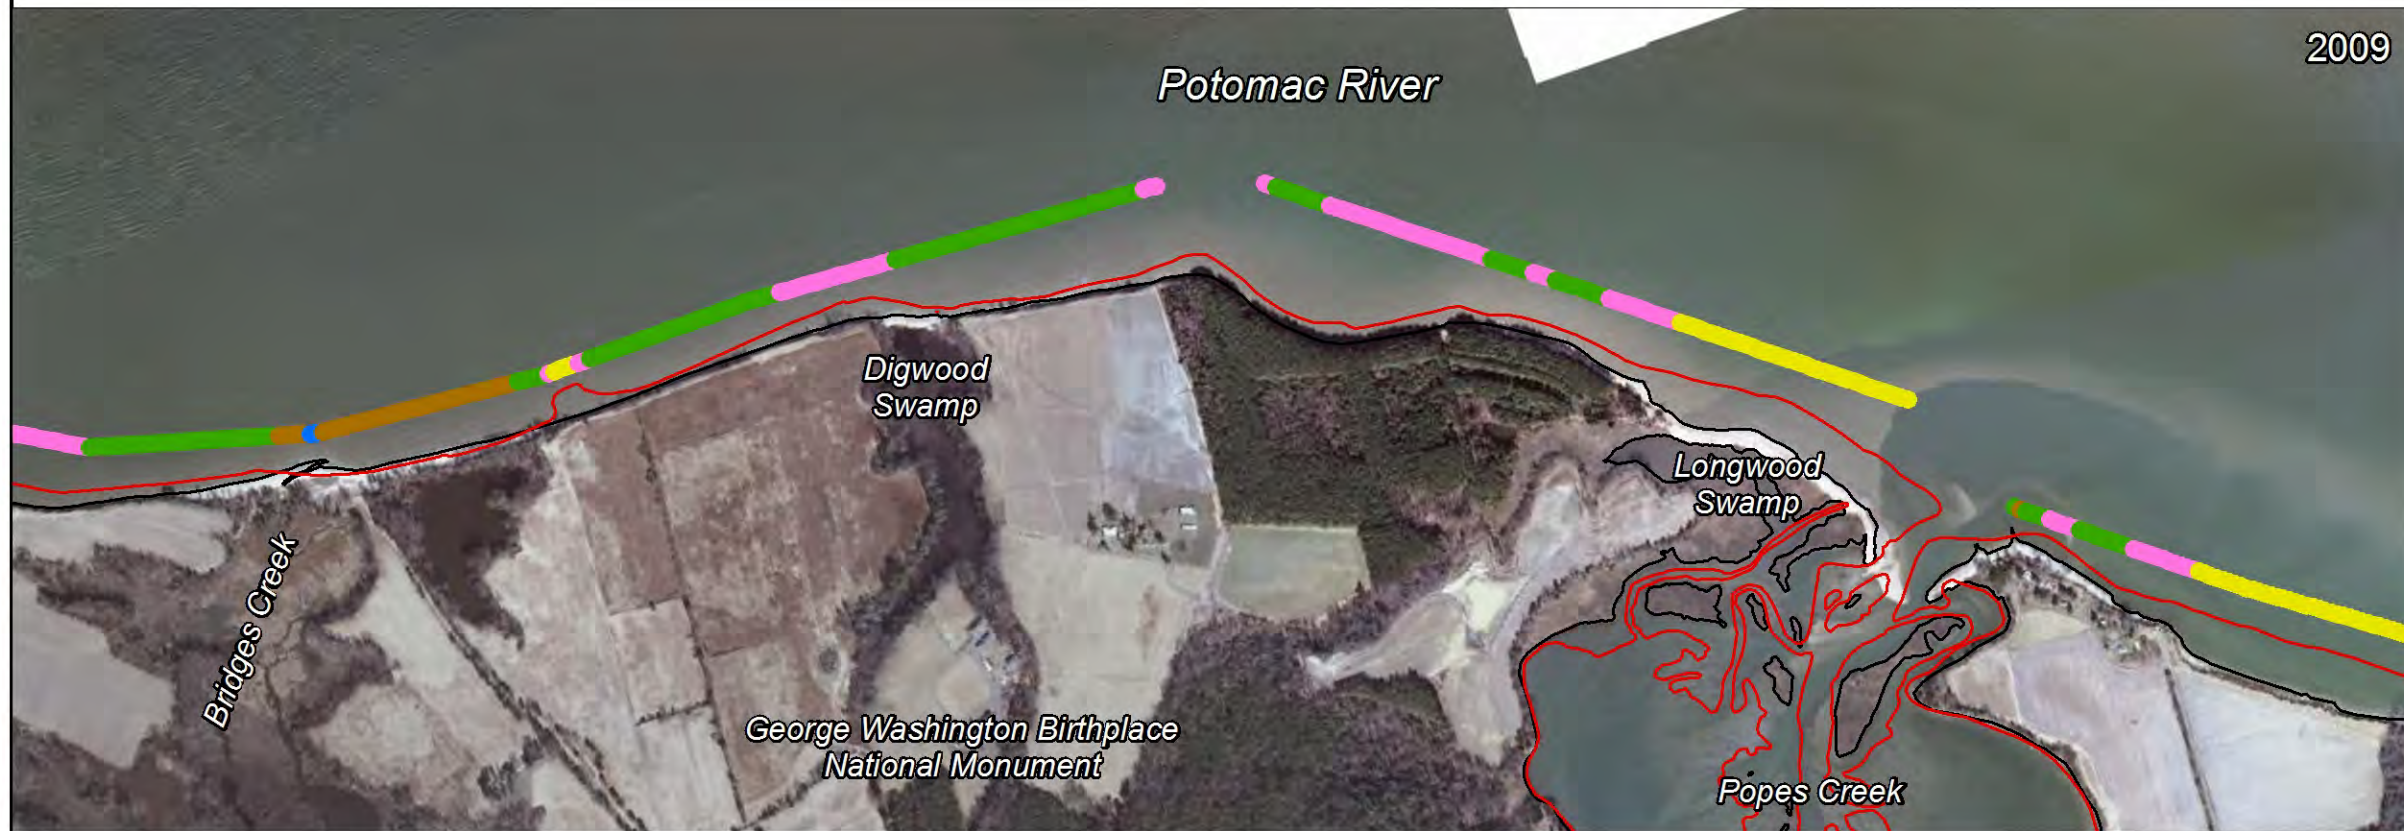 2009
Potomac River
Digwood
Swamp
Longwood
Swamp
Bridges Creek
George Washington Birthplace
National Monument
Popes Creek